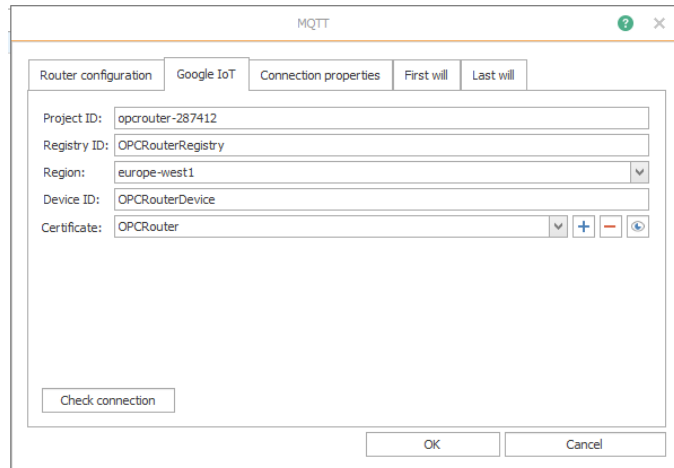 MQTT
Router configuration Google IoT Connection properties First will Last will
Project ID: opcrouter-287412
Registry ID: OPCRouterRegistry
Region: europe-west1
Device ID: OPCRouterDevice
Certificate: OPCRouter
Check connection
OK Cancel